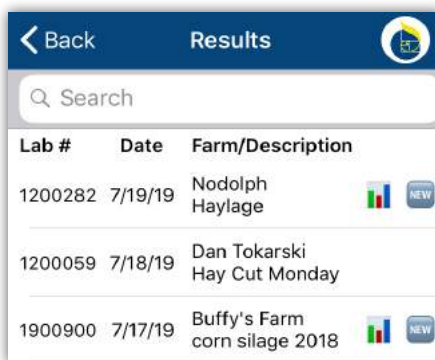 Back Results
Search
Lab # Date Farm/Description
1200282 7/19/19 Nodolph
Haylage
NEW
1200059 7/18/19 Dan Tokarski
Hay Cut Monday
1900900 7/17/19 Buffy's Farm
corn silage 2018
NEW